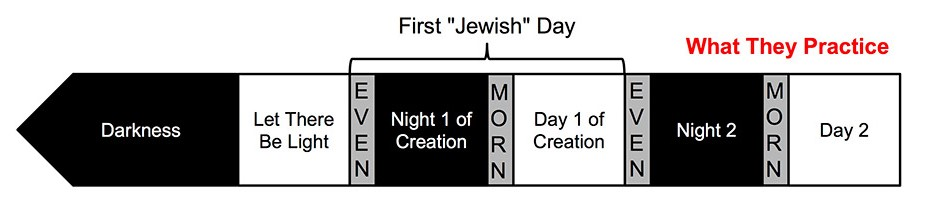 First "Jewish" Day
What They Practice
Darkness
Let There
Be Light
EVEN
Night 1 of
Creation
MORN
Day 1 of
Creation
EVEN
Night 2
MORN
Day 2